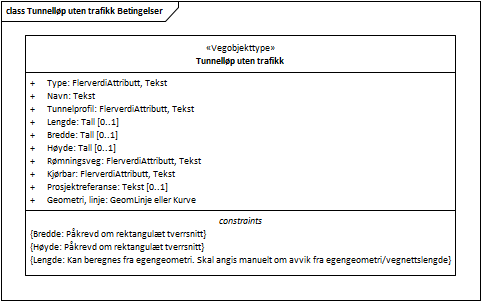 class Tunnelløp uten trafikk Betingelser
«Vegobjekttype»
Tunnelløp uten trafikk
+ Type: FlerverdiAttributt, Tekst
+ Navn: Tekst
+ Tunnelprofil: FlerverdiAttributt, Tekst
+ Lengde: Tall [0..1]
+ Bredde: Tall [0..1]
+ Høyde: Tall [0..1]
+ Rømningsveg: FlerverdiAttributt, Tekst
+ Kjørbar: FlerverdiAttributt, Tekst
+ Prosjektreferanse: Tekst [0..1]
+ Geometri, linje: GeomLinje eller Kurve
constraints
{Bredde: Påkrevd om rektangulæt tverrsnitt}
{Høyde: Påkrevd om rektangulæt tverrsnitt}
{Lengde: Kan beregnes fra egengeometri. Skal angis manuelt om avvik fra egengeometri/vegnettslengde}